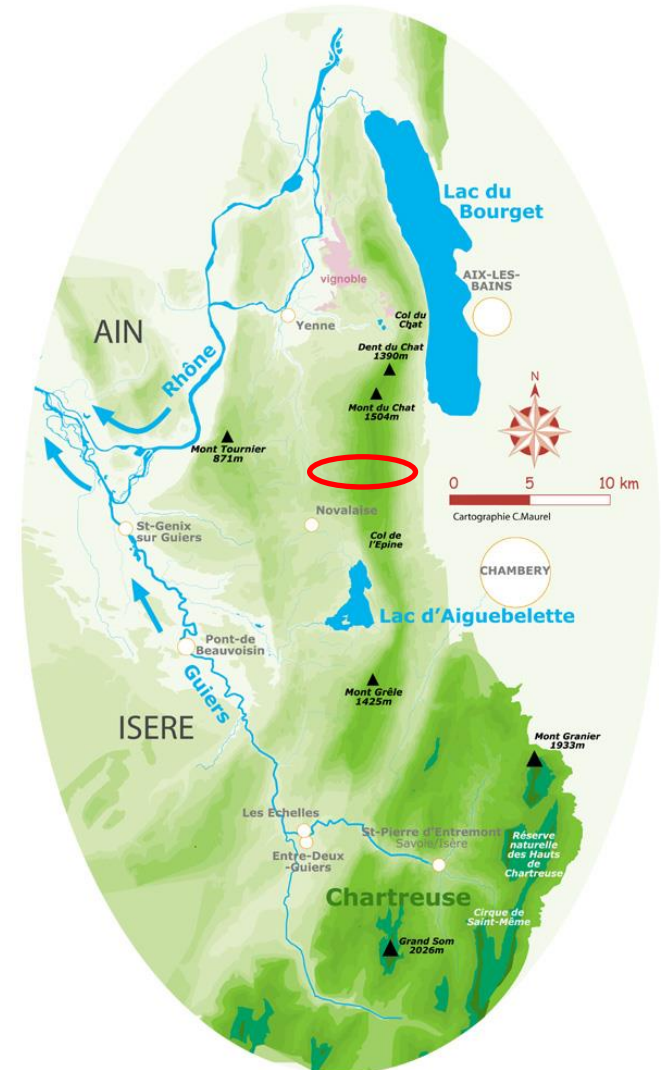 Lac du
Bourget
AIX-LES-
BAINS
vignoble
Col du
Chat
Yenne
AIN
Rhône
Dent du Chat
1390m
Mont du Chat
1504m
N
Mont Tournier
871m
0 5 10 km
Cartographie C.Maurel
Novalaise
St-Genix
sur Guiers
Col de
l'Epine
CHAMBERY
Lac d'Aiguebelette
Pont-de
Beauvoisin
Guiers
Mont Grêle
1425m
ISERE
Mont Granier
1933m
Les Echelles
Entre-Deux
-Guiers
St-Pierre d'Entremont
Savoie/Isère
Réserve
naturelle
des Hauts
de
Chartreuse
Chartreuse
Cirque de
Saint-Même
Grand Som
2026m